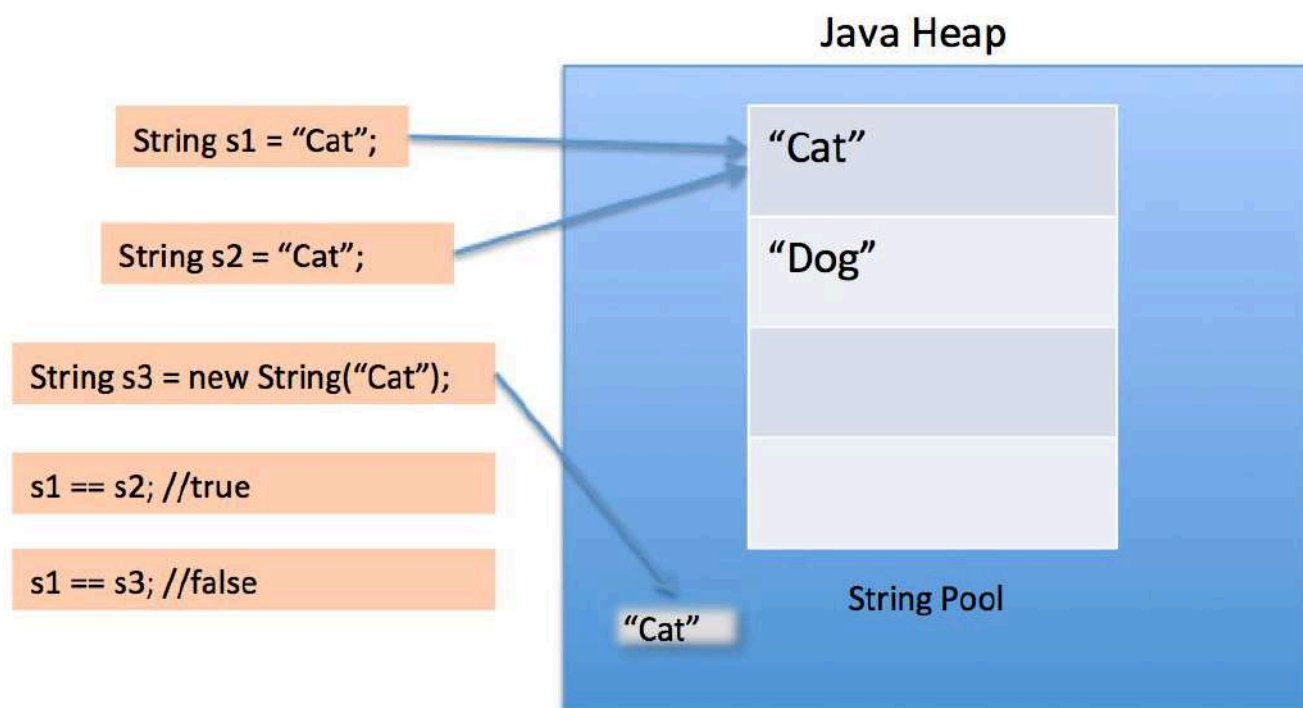 Java Heap
String s1 = “Cat”;
String s2 = “Cat”;
String s3 = new String(“Cat”);
s1 == s2; //true
s1 == s3; //false
“Cat”
“Dog”
String Pool
“Cat”